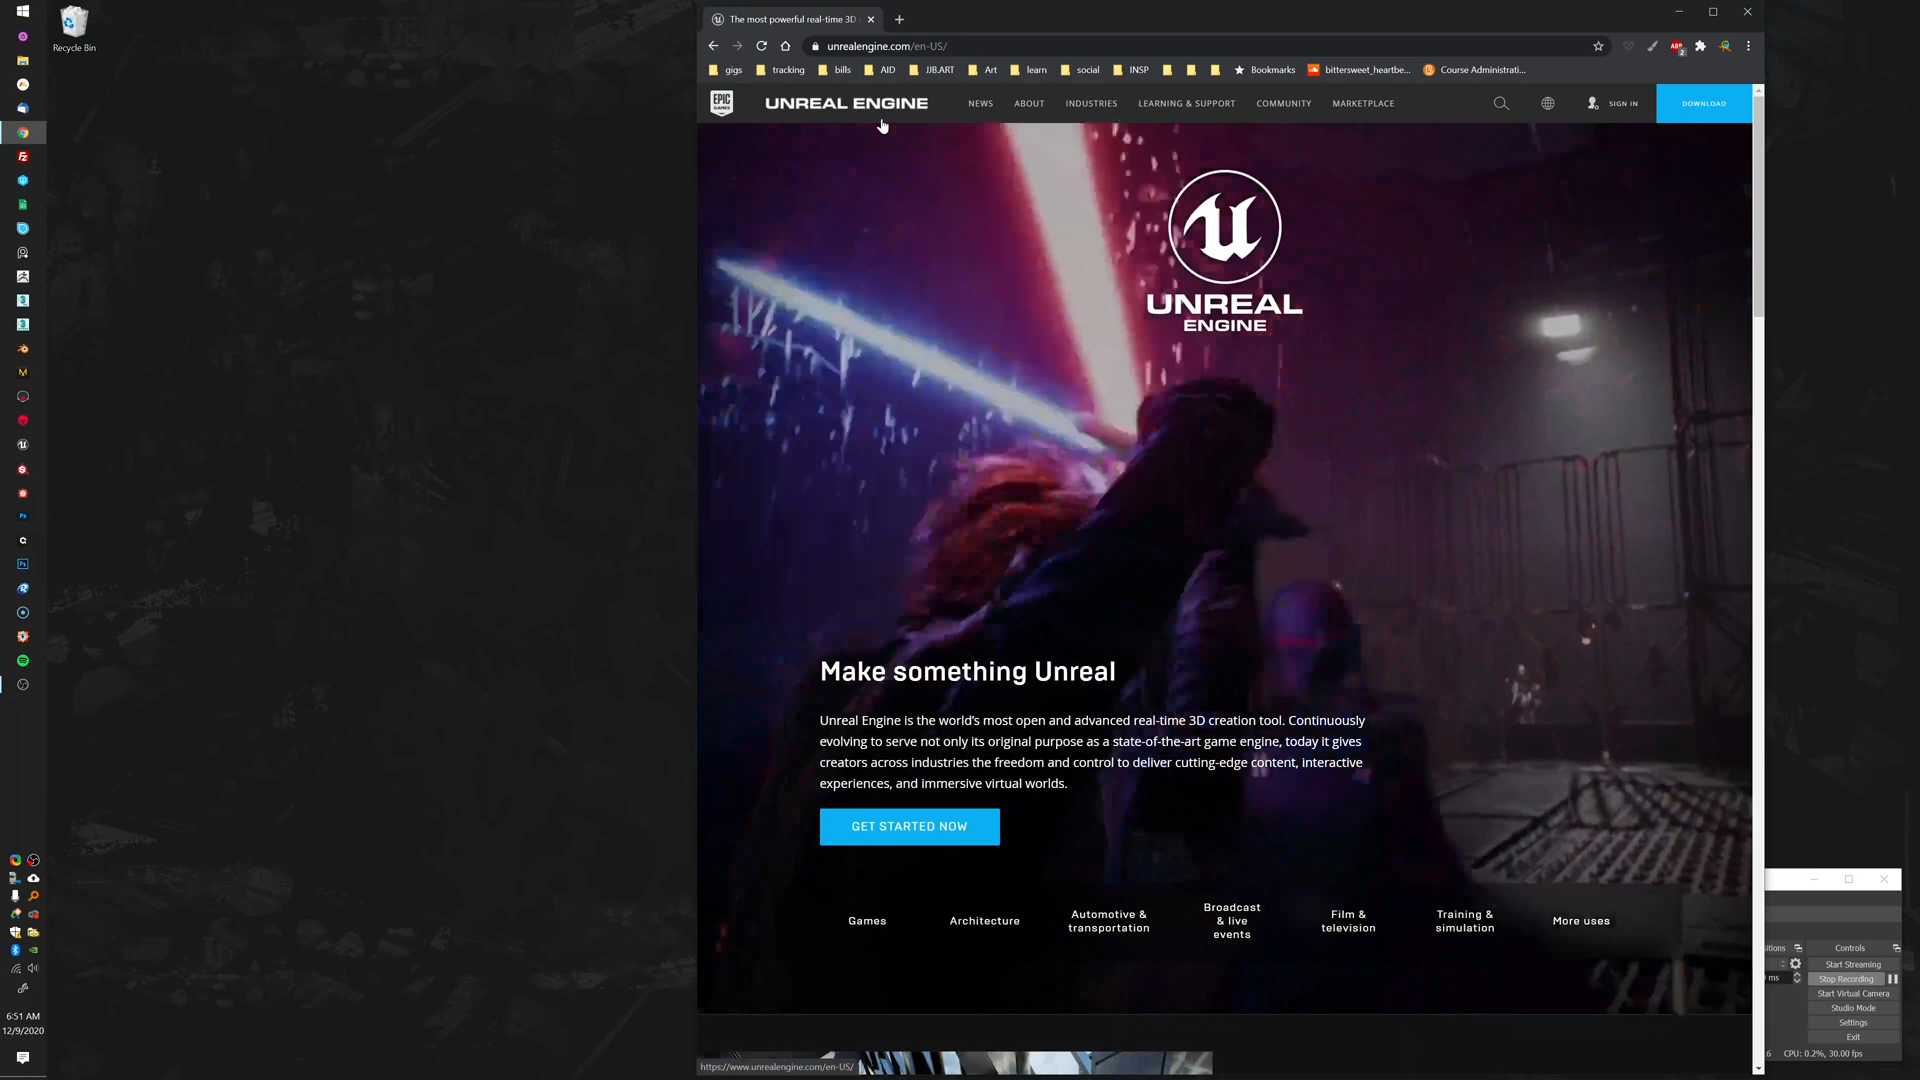 Recycle Bin
The most powerful real-time 3D
unrealengine.com/en-US/
gigs
tracking
bills
AID
JJB.ART
Art
learn
social
INSP
Bookmarks
bittersweet_heartbe...
Course Administrati...
EPIC GAMES
UNREAL ENGINE
NEWS
ABOUT
INDUSTRIES
LEARNING & SUPPORT
COMMUNITY
MARKETPLACE
SIGN IN
DOWNLOAD
UNREAL
ENGINE
Make something Unreal
Unreal Engine is the world's most open and advanced real-time 3D creation tool. Continuously
evolving to serve not only its original purpose as a state-of-the-art game engine, today it gives
creators across industries the freedom and control to deliver cutting-edge content, interactive
experiences, and immersive virtual worlds.
GET STARTED NOW
Games
Architecture
Automotive &
transportation
Broadcast
& live
events
Film &
television
Training &
simulation
More uses
https://www.unrealengine.com/en-US/
Controls
Start Streaming
ms
Stop Recording
Start Virtual Camera
Studio Mode
Settings
Exit
CPU: 0.2%, 30.00 fps
6:51 AM
12/9/2020